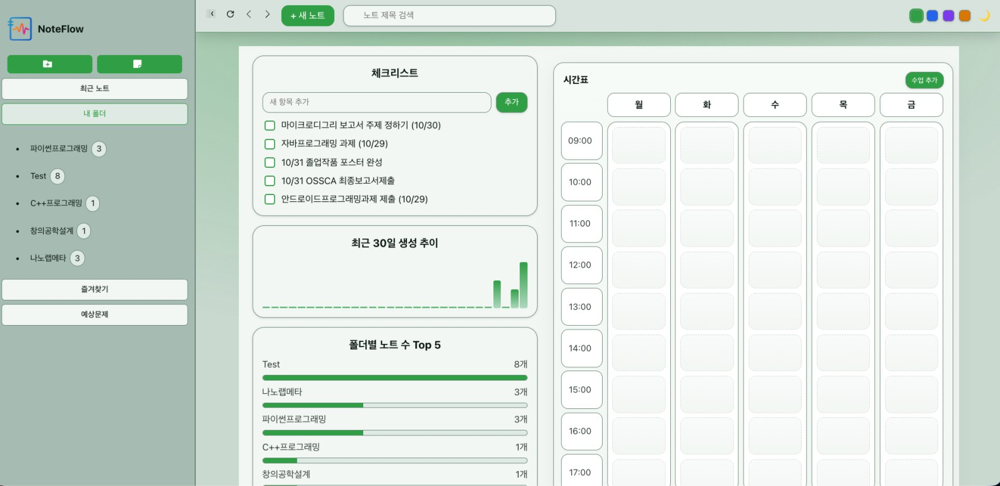 NoteFlow
최근 노트
내 폴더
파이썬프로그래밍 3
Test 8
C++프로그래밍 1
창의공학설계 1
나노랩메타 3
즐겨찾기
예상문제
+ 새 노트
노트 제목 검색
체크리스트
새 항목 추가
추가
마이크로디그리 보고서 주제 정하기 (10/30)
자바프로그래밍 과제 (10/29)
10/31 졸업작품 포스터 완성
10/31 OSSCA 최종보고서제출
안드로이드프로그래밍과제 제출 (10/29)
최근 30일 생성 추이
폴더별 노트 수 Top 5
Test 8개
나노랩메타 3개
파이썬프로그래밍 3개
C++프로그래밍 1개
창의공학설계 1개
시간표
수업 추가
월 화 수 목 금
09:00
10:00
11:00
12:00
13:00
14:00
15:00
16:00
17:00